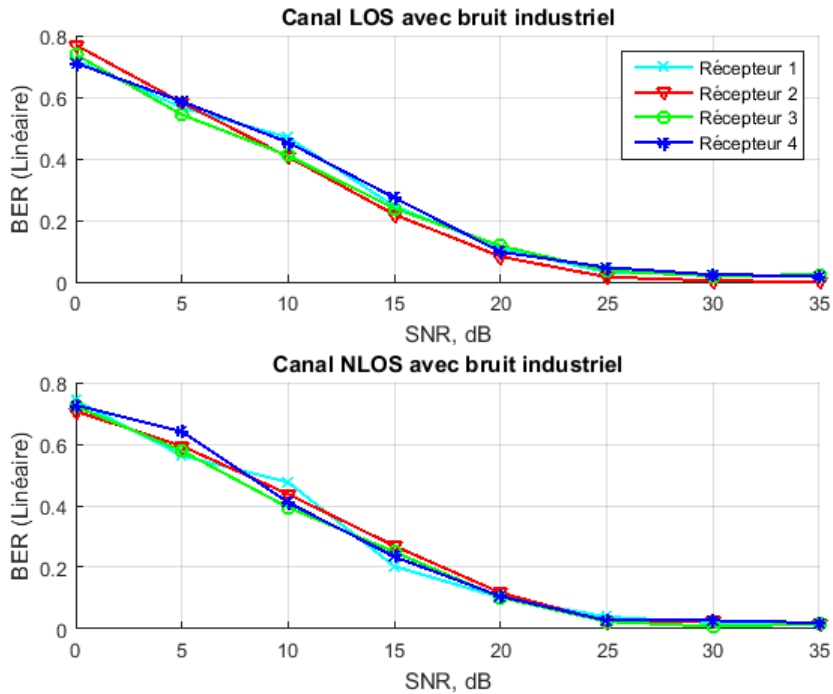 Canal LOS avec bruit industriel
BER (Linéaire)
0.8
0.6
0.4
0.2
0
Récepteur 1
Récepteur 2
Récepteur 3
Récepteur 4
0 5 10 15 20 25 30 35
SNR, dB
Canal NLOS avec bruit industriel
BER (Linéaire)
0.8
0.6
0.4
0.2
0
0 5 10 15 20 25 30 35
SNR, dB